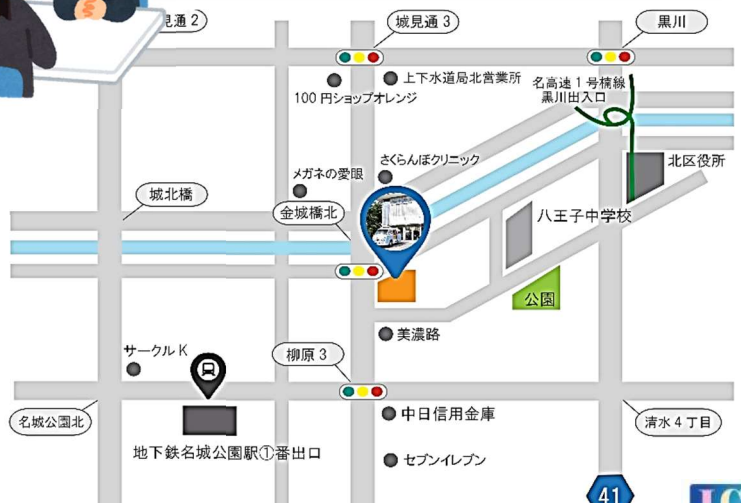 見通 2
城見通 3
黒川
上下水道局北営業所
100 円ショップオレンジ
名高速 1 号楠線
黒川出入口
さくらんぼクリニック
メガネの愛眼
北区役所
城北橋
金城橋北
八王子中学校
公園
美濃路
サークル K
柳原 3
名城公園北
中日信用金庫
清水 4 丁目
地下鉄名城公園駅①番出口
セブンイレブン
41